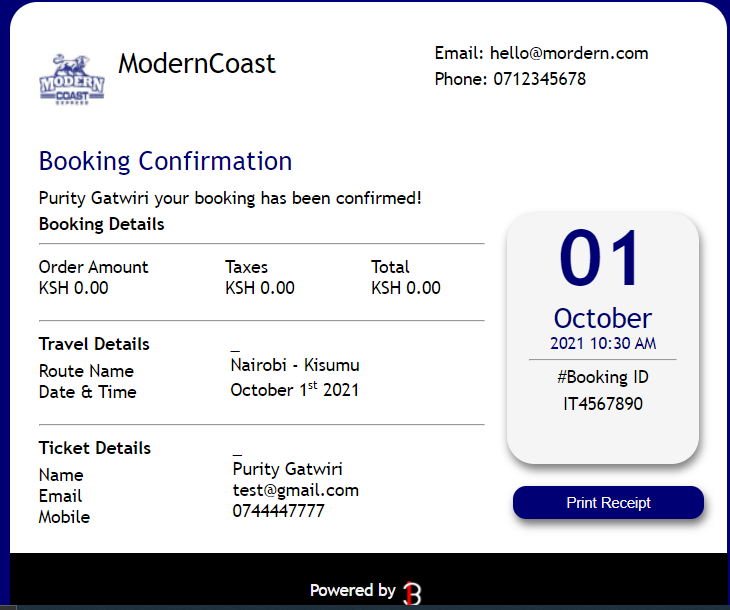 MODERN
COAST
EXPRESS
ModernCoast
Email: hello@mordern.com
Phone: 0712345678
Booking Confirmation
Purity Gatwiri your booking has been confirmed!
Booking Details
Order Amount Taxes Total
KSH 0.00 KSH 0.00 KSH 0.00
Travel Details _
Route Name Nairobi - Kisumu
Date & Time October 1st 2021
Ticket Details _
Name Purity Gatwiri
Email test@gmail.com
Mobile 0744447777
01
October
2021 10:30 AM
#Booking ID
IT4567890
Print Receipt
Powered by